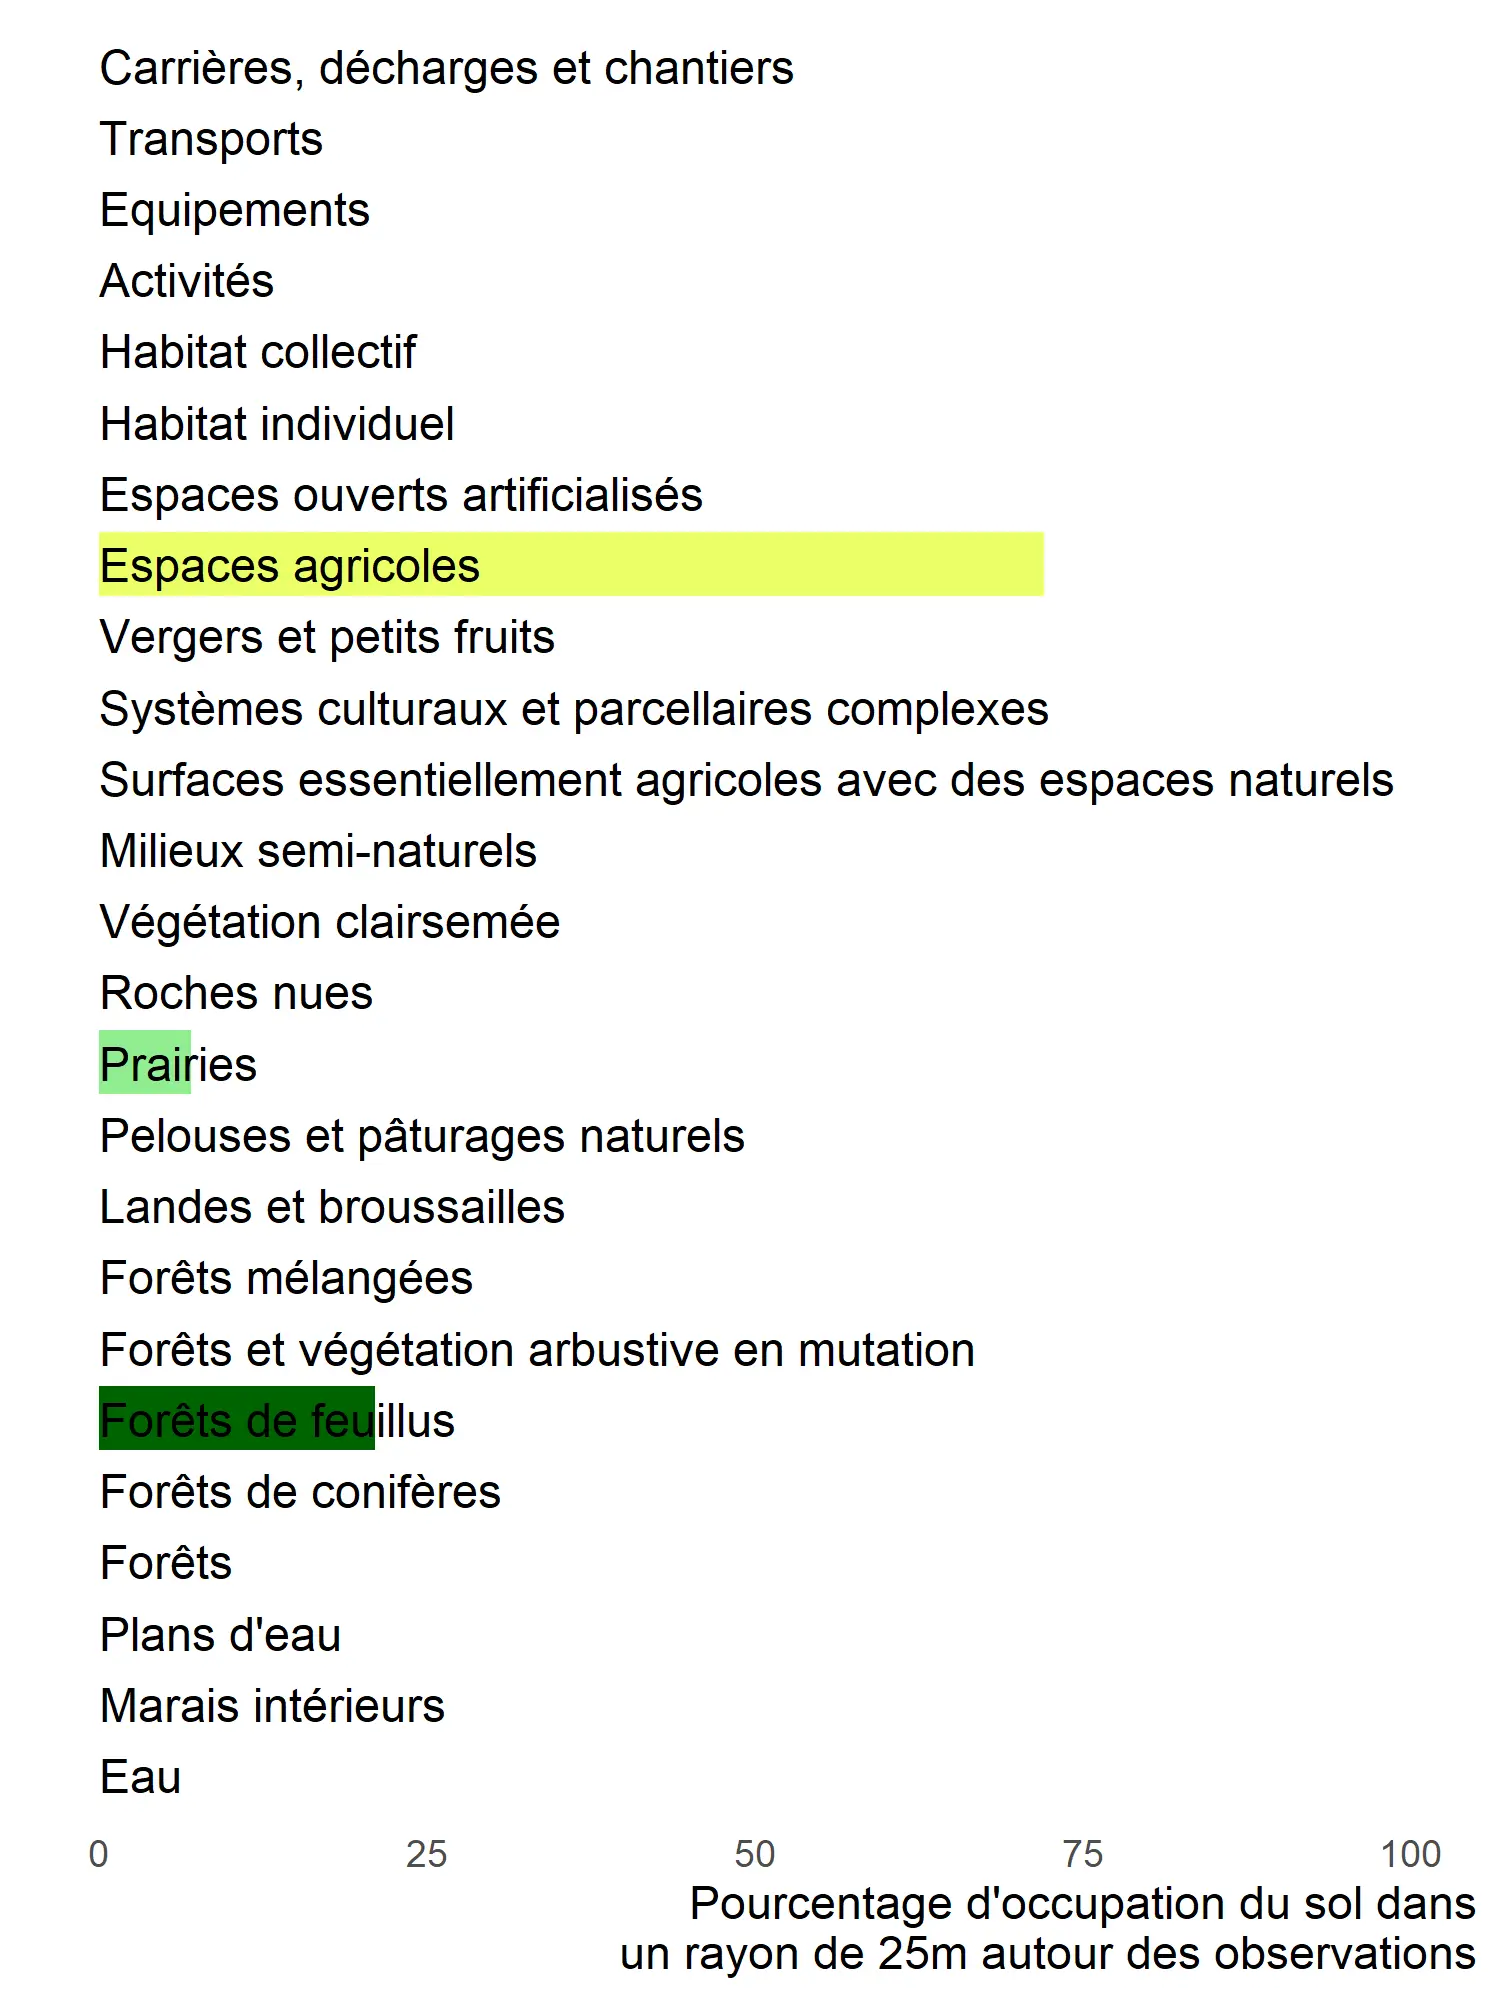 Carrières, décharges et chantiers
Transports
Equipements
Activités
Habitat collectif
Habitat individuel
Espaces ouverts artificialisés
Espaces agricoles
Vergers et petits fruits
Systèmes culturaux et parcellaires complexes
Surfaces essentiellement agricoles avec des espaces naturels
Milieux semi-naturels
Végétation clairsemée
Roches nues
Prairies
Pelouses et pâturages naturels
Landes et broussailles
Forêts mélangées
Forêts et végétation arbustive en mutation
Forêts de feuillus
Forêts de conifères
Forêts
Plans d'eau
Marais intérieurs
Eau
0 25 50 75 100
Pourcentage d'occupation du sol dans
un rayon de 25m autour des observations